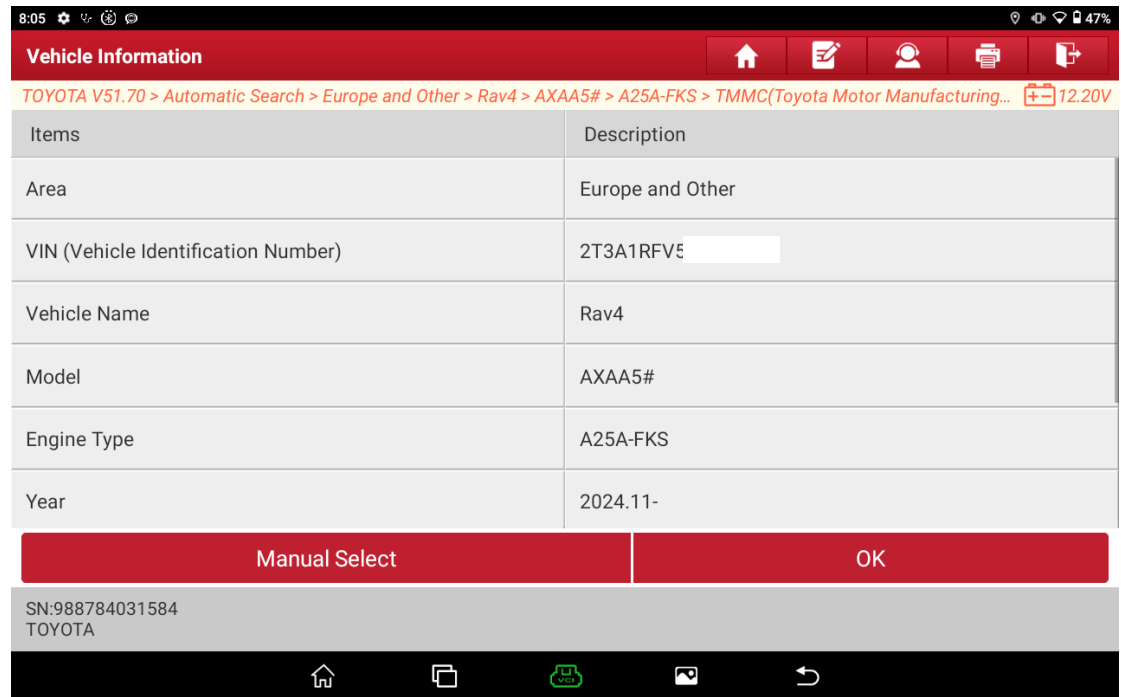 8:05
47%
Vehicle Information
TOYOTA V51.70 > Automatic Search > Europe and Other > Rav4 > AXAA5# > A25A-FKS > TMMC(Toyota Motor Manufacturing... 12.20V
Items Description
Area Europe and Other
VIN (Vehicle Identification Number) 2T3A1RFV5
Vehicle Name Rav4
Model AXAA5#
Engine Type A25A-FKS
Year 2024.11-
Manual Select OK
SN:988784031584
TOYOTA
VCI